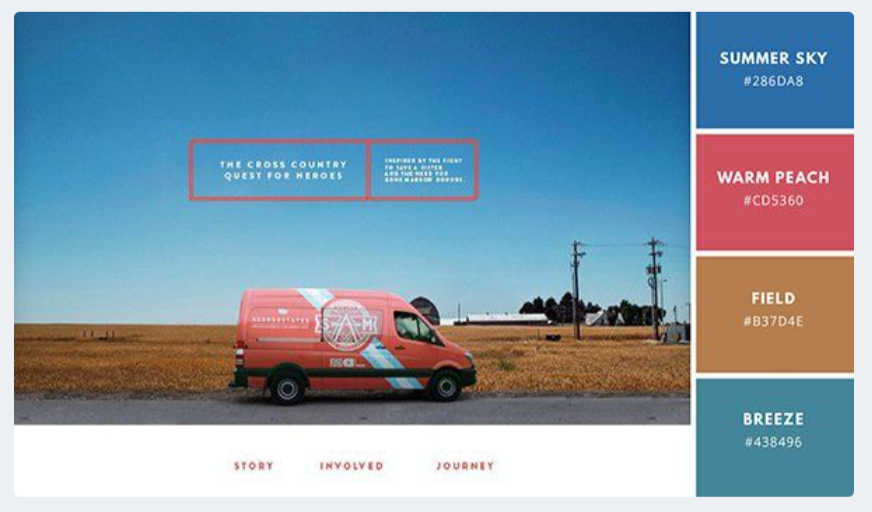 THE CROSS COUNTRY
QUEST FOR HEROES
INSPIRED BY THE FIGHT
TO SAVE A SISTER
AND THE NEED FOR
BONE MARROW DONORS.
STORY
INVOLVED
JOURNEY
SUMMER SKY
#286DA8
WARM PEACH
#CD5360
FIELD
#B37D4E
BREEZE
#438496